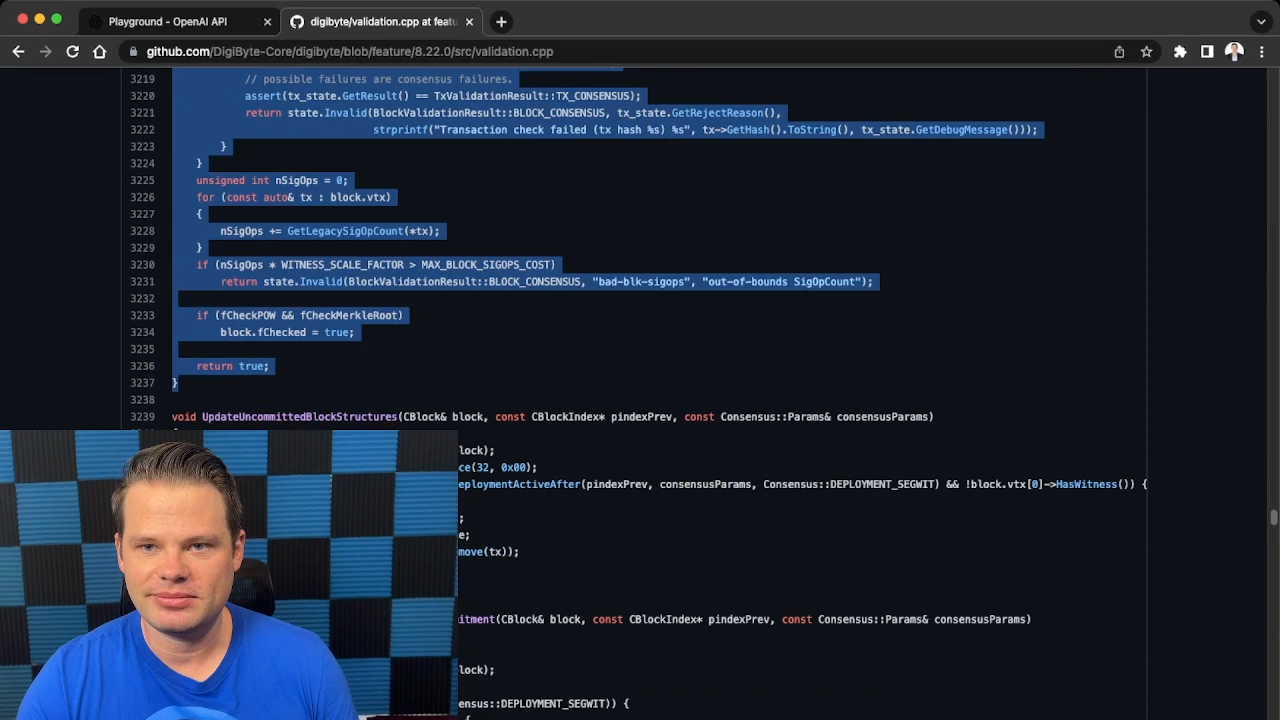 Playground - OpenAI API
digibyte/validation.cpp at featu
github.com/DigiByte-Core/digibyte/blob/feature/8.22.0/src/validation.cpp
3219 // possible failures are consensus failures.
3220 assert(tx_state.GetResult() == TxValidationResult::TX_CONSENSUS);
3221 return state.Invalid(BlockValidationResult::BLOCK_CONSENSUS, tx_state.GetRejectReason(),
3222 strprintf("Transaction check failed (tx hash %s) %s", tx->GetHash().ToString(), tx_state.GetDebugMessage()));
3223 }
3224 }
3225 unsigned int nSigOps = 0;
3226 for (const auto& tx : block.vtx)
3227 {
3228 nSigOps += GetLegacySigOpCount(*tx);
3229 }
3230 if (nSigOps * WITNESS_SCALE_FACTOR > MAX_BLOCK_SIGOPS_COST)
3231 return state.Invalid(BlockValidationResult::BLOCK_CONSENSUS, "bad-blk-sigops", "out-of-bounds SigOpCount");
3232
3233 if (fCheckPOW && fCheckMerkleRoot)
3234 block.fChecked = true;
3235
3236 return true;
3237 }
3238
3239 void UpdateUncommittedBlockStructures(CBlock& block, const CBlockIndex* pindexPrev, const Consensus::Params& consensusParams)
lock);
ce(32, 0x00);
eploymentActiveAfter(pindexPrev, consensusParams, Consensus::DEPLOYMENT_SEGWIT) && !block.vtx[0]->HasWitness()) {
;
e;
move(tx));
itment(CBlock& block, const CBlockIndex* pindexPrev, const Consensus::Params& consensusParams)
lock);
ensus::DEPLOYMENT_SEGWIT)) {
{